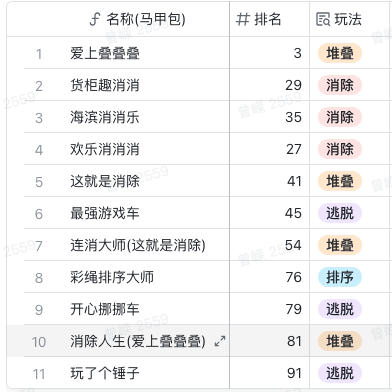 名称(马甲包) 排名 玩法
1 爱上叠叠叠 3 堆叠
2 货柜趣消消 29 消除
3 海滨消消乐 35 消除
4 欢乐消消消 27 消除
5 这就是消除 41 堆叠
6 最强游戏车 45 逃脱
7 连消大师(这就是消除) 54 堆叠
8 彩绳排序大师 76 排序
9 开心挪挪车 79 逃脱
10 消除人生(爱上叠叠叠) 81 堆叠
11 玩了个锤子 91 逃脱